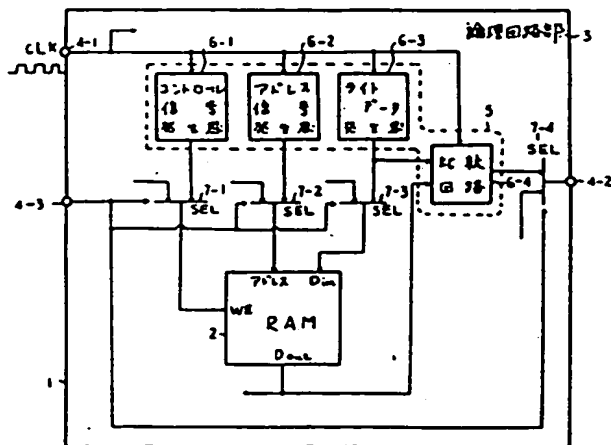 論理回路部 3
CLK 4-1 6-1 6-2 6-3
コントロール
信号
発生器
アドレス
信号
発生器
ライト
データ
発生器
5
7-4
SEL
比較
回路
6-4
4-2
4-3
7-1
SEL
7-2
SEL
7-3
SEL
アドレス Din
WE
RAM
2
Dout
1